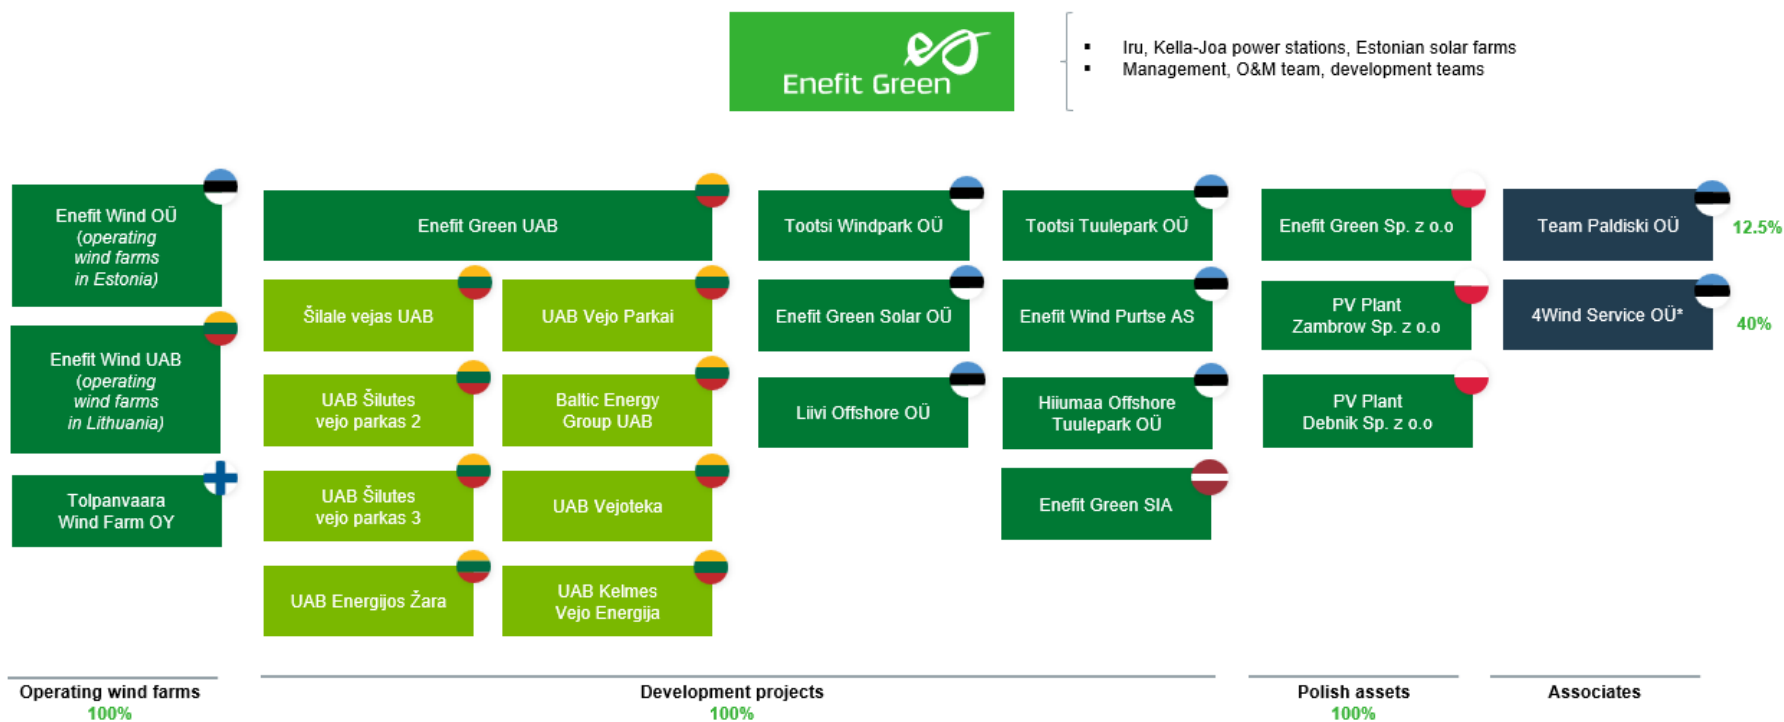 Enefit Green
▪ Iru, Kella-Joa power stations, Estonian solar farms
▪ Management, O&M team, development teams
Enefit Wind OÜ
(operating
wind farms
in Estonia)
Enefit Wind UAB
(operating
wind farms
in Lithuania)
Tolpanvaara
Wind Farm OY
Enefit Green UAB
Šilale vejas UAB
UAB Vejo Parkai
UAB Šilutes
vejo parkas 2
Baltic Energy
Group UAB
UAB Šilutes
vejo parkas 3
UAB Vejoteka
UAB Energijos Žara
UAB Kelmes
Vejo Energija
Tootsi Windpark OÜ
Tootsi Tuulepark OÜ
Enefit Green Solar OÜ
Enefit Wind Purtse AS
Liivi Offshore OÜ
Hiiumaa Offshore
Tuulepark OÜ
Enefit Green SIA
Enefit Green Sp. z o.o
PV Plant
Zambrow Sp. z o.o
PV Plant
Debnik Sp. z o.o
Team Paldiski OÜ
12.5%
4Wind Service OÜ*
40%
Operating wind farms
100%
Development projects
100%
Polish assets
100%
Associates